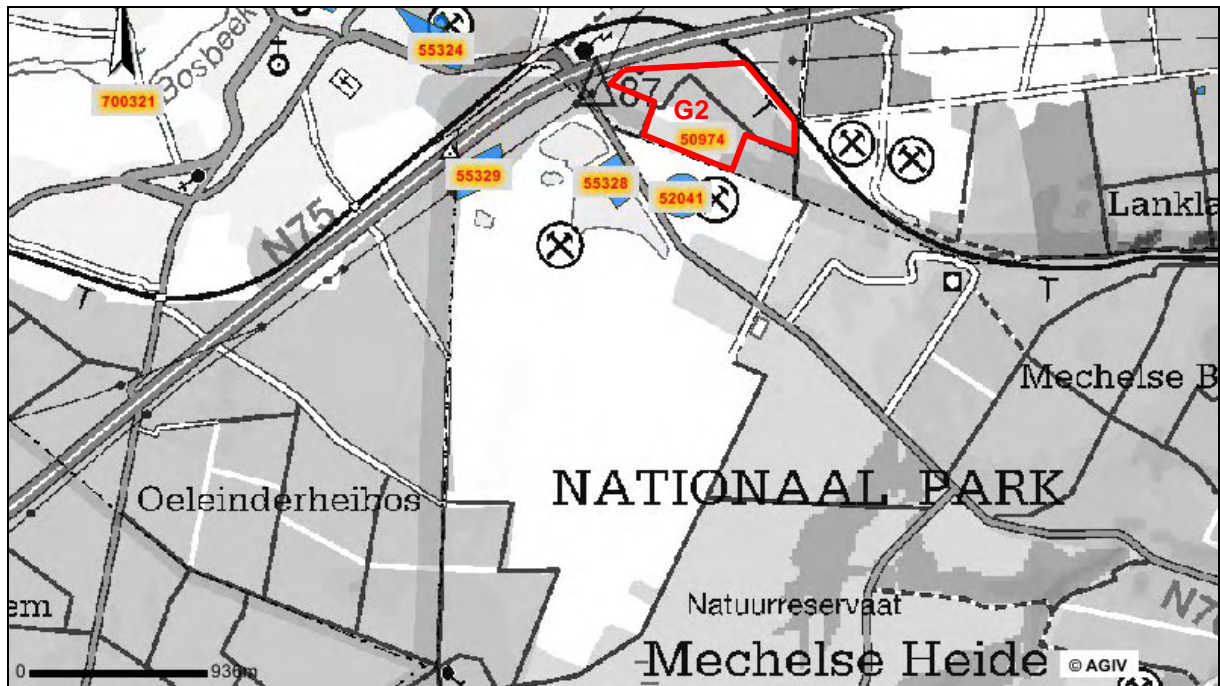 Bosbeek
55324
700321
87
G2
50974
55329
55328
52041
N75
Lankla
Mechelse B
NATIONAAL PARK
Oeleinderheibos
em
Natuurreservaat
N7
Mechelse Heide
© AGIV
0 936m